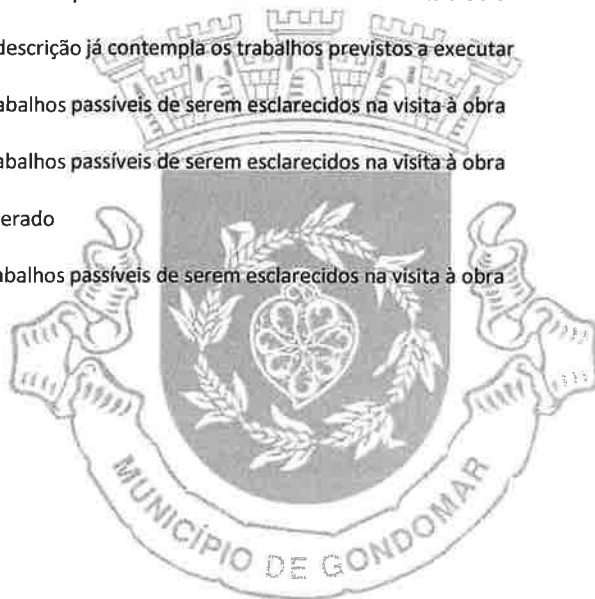 descrição já contempla os trabalhos previstos a executar
abalhos passíveis de serem esclarecidos na visita à obra
abalhos passíveis de serem esclarecidos na visita à obra
erado
abalhos passíveis de serem esclarecidos na visita à obra
MUNICÍPIO DE GONDOMAR